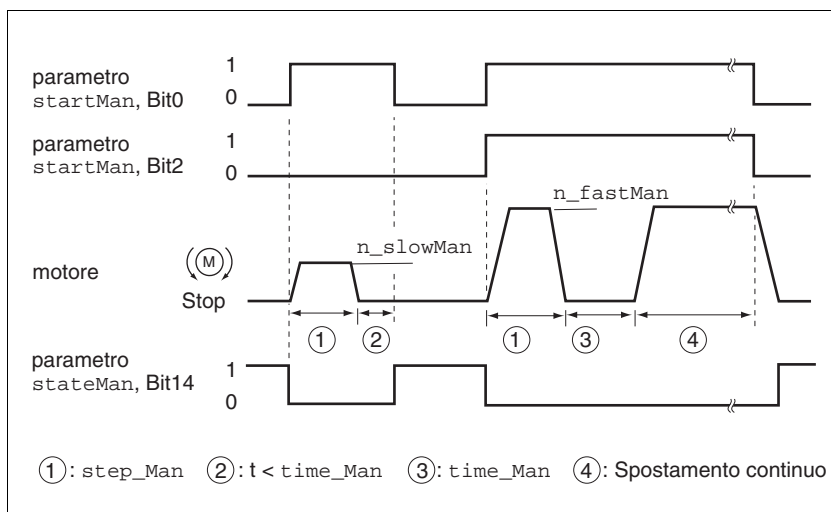 parametro
startMan, Bit0
1
0
parametro
startMan, Bit2
1
0
n_fastMan
n_slowMan
motore
M
Stop
1 2 1 3 4
parametro
stateMan, Bit14
1
0
1: step_Man 2: t < time_Man 3: time_Man 4: Spostamento continuo